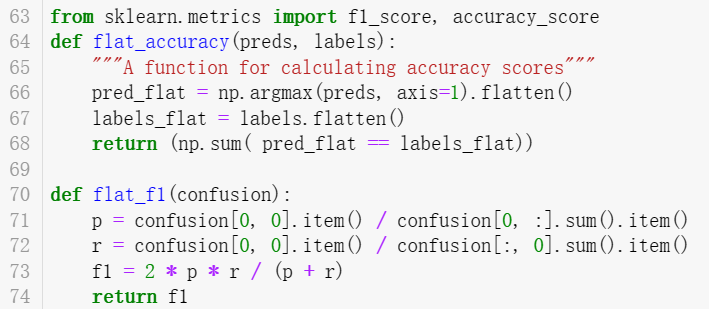 63 from sklearn.metrics import f1_score, accuracy_score
64 def flat_accuracy(preds, labels):
65     """A function for calculating accuracy scores"""
66     pred_flat = np.argmax(preds, axis=1).flatten()
67     labels_flat = labels.flatten()
68     return (np.sum( pred_flat == labels_flat))
69
70 def flat_f1(confusion):
71     p = confusion[0, 0].item() / confusion[0, :].sum().item()
72     r = confusion[0, 0].item() / confusion[:, 0].sum().item()
73     f1 = 2 * p * r / (p + r)
74     return f1